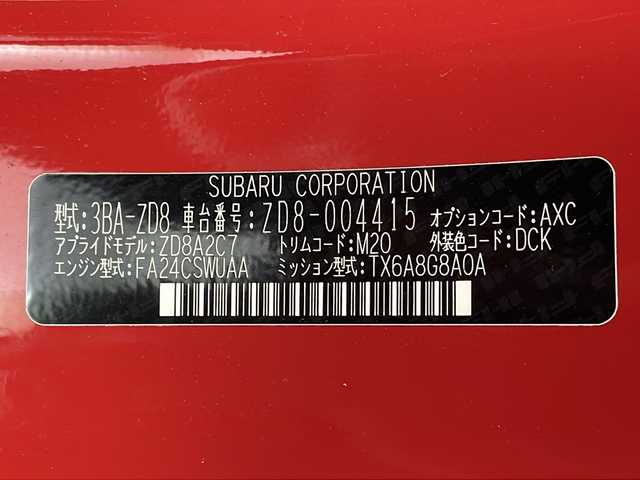 SUBARU CORPORATION
型式:3BA-ZD8 車台番号:ZD8-004415 オプションコード:AXC
アプライドモデル:ZD8A2C7 トリムコード:M20 外装色コード:DCK
エンジン型式:FA24CSWUAA ミッション型式:TX6A8G8A0A